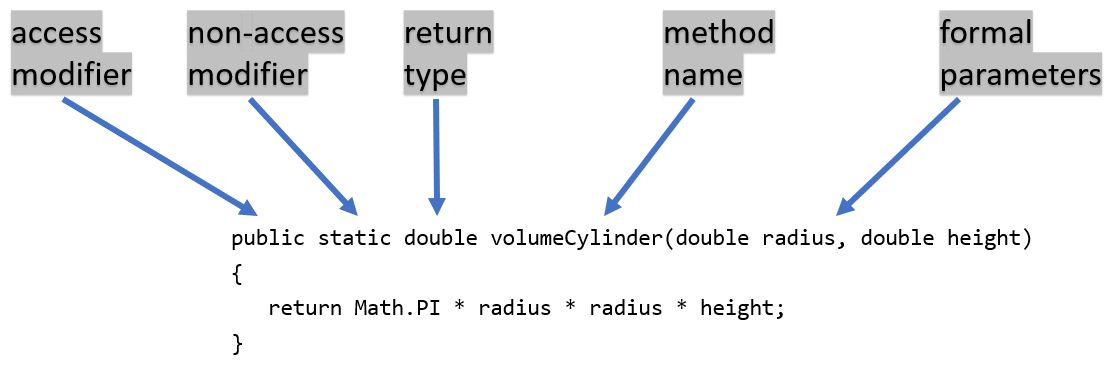 access non-access return method formal
modifier modifier type name parameters
public static double volumeCylinder(double radius, double height)
{
return Math.PI * radius * radius * height;
}